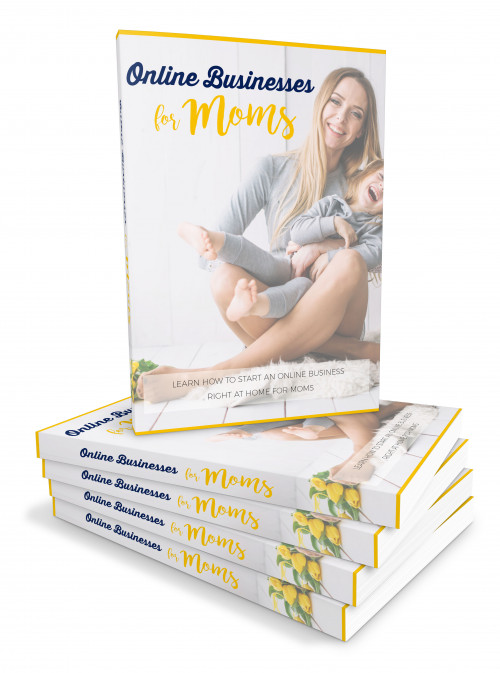 Online Businesses
for Moms
LEARN HOW TO START AN ONLINE BUSINESS
RIGHT AT HOME FOR MOMS
Online Businesses for Moms
Online Businesses for Moms
Online Businesses for Moms
Online Businesses for Moms